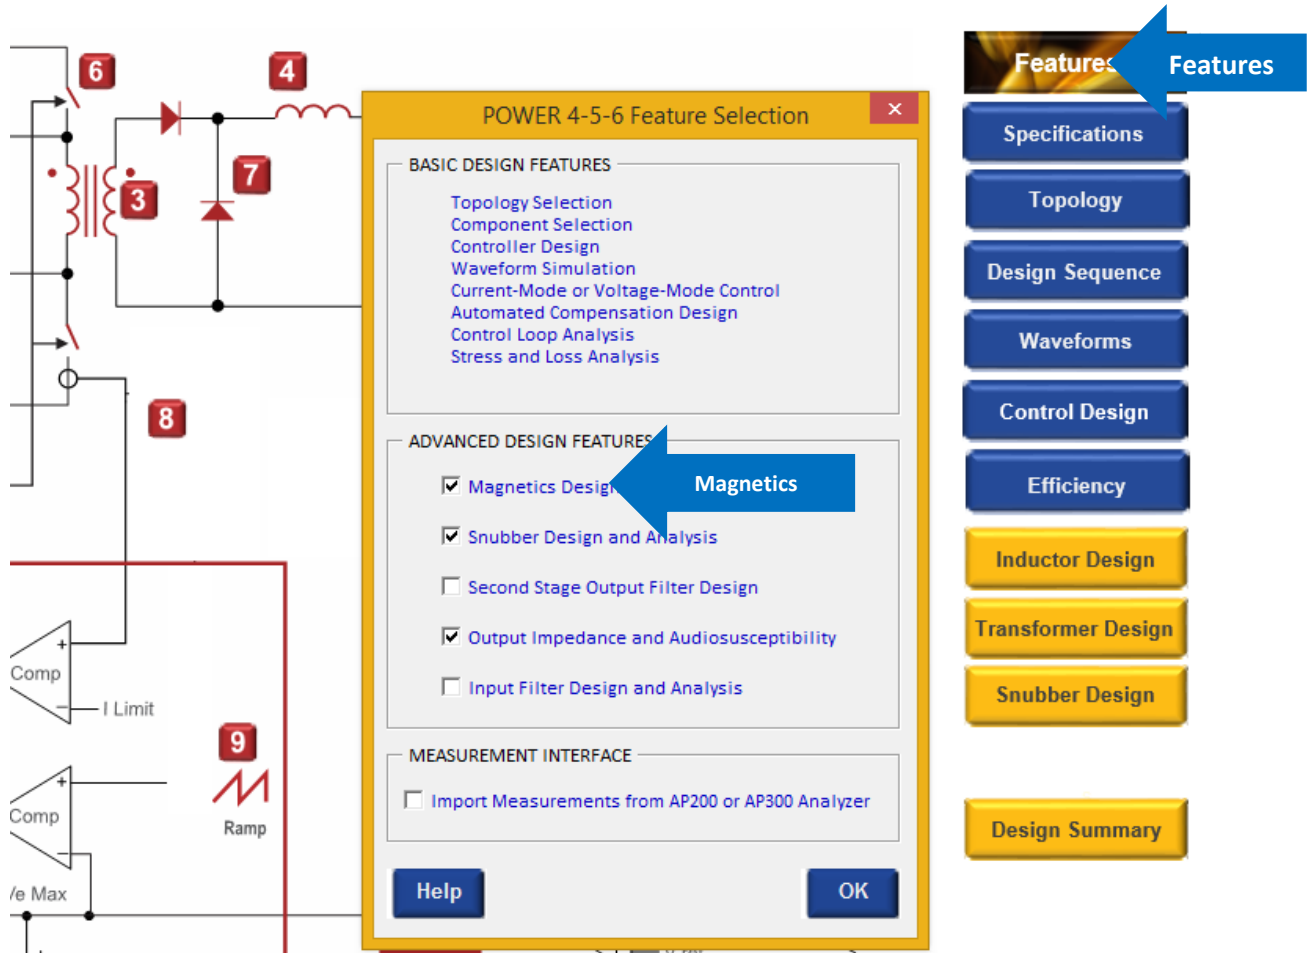 6
4
7
3
8
Comp
+
−
I Limit
9
Ramp
Comp
+
−
/e Max
POWER 4-5-6 Feature Selection
×
BASIC DESIGN FEATURES
Topology Selection
Component Selection
Controller Design
Waveform Simulation
Current-Mode or Voltage-Mode Control
Automated Compensation Design
Control Loop Analysis
Stress and Loss Analysis
ADVANCED DESIGN FEATURES
Magnetics Design
Magnetics
Snubber Design and Analysis
Second Stage Output Filter Design
Output Impedance and Audiosusceptibility
Input Filter Design and Analysis
MEASUREMENT INTERFACE
Import Measurements from AP200 or AP300 Analyzer
Help
OK
Features
Features
Specifications
Topology
Design Sequence
Waveforms
Control Design
Efficiency
Inductor Design
Transformer Design
Snubber Design
Design Summary